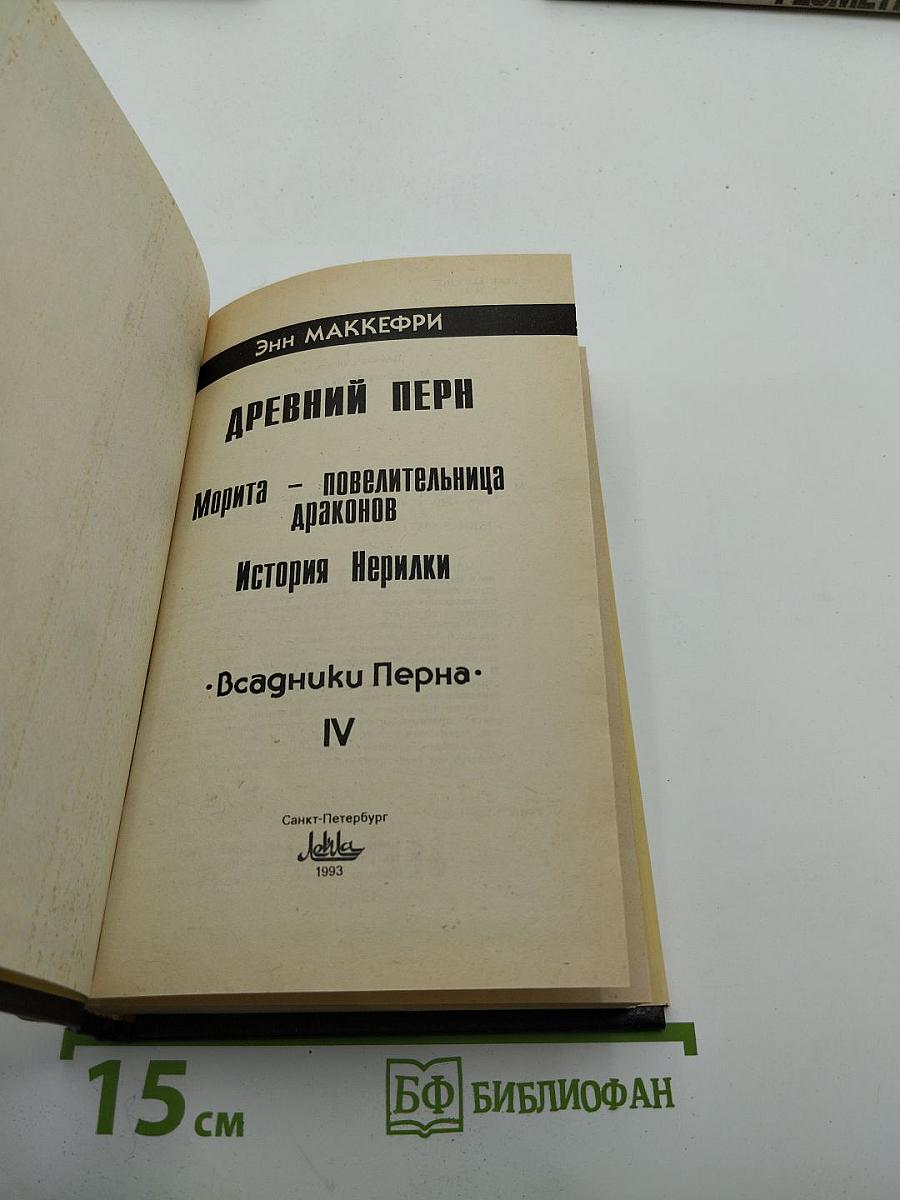 Энн МАККЕФРИ
ДРЕВНИЙ ПЕРН
Морита – повелительница
драконов
История Нерилки
·Всадники Перна·
IV
Санкт-Петербург
1993
15 см
БФ БИБЛИОФАН